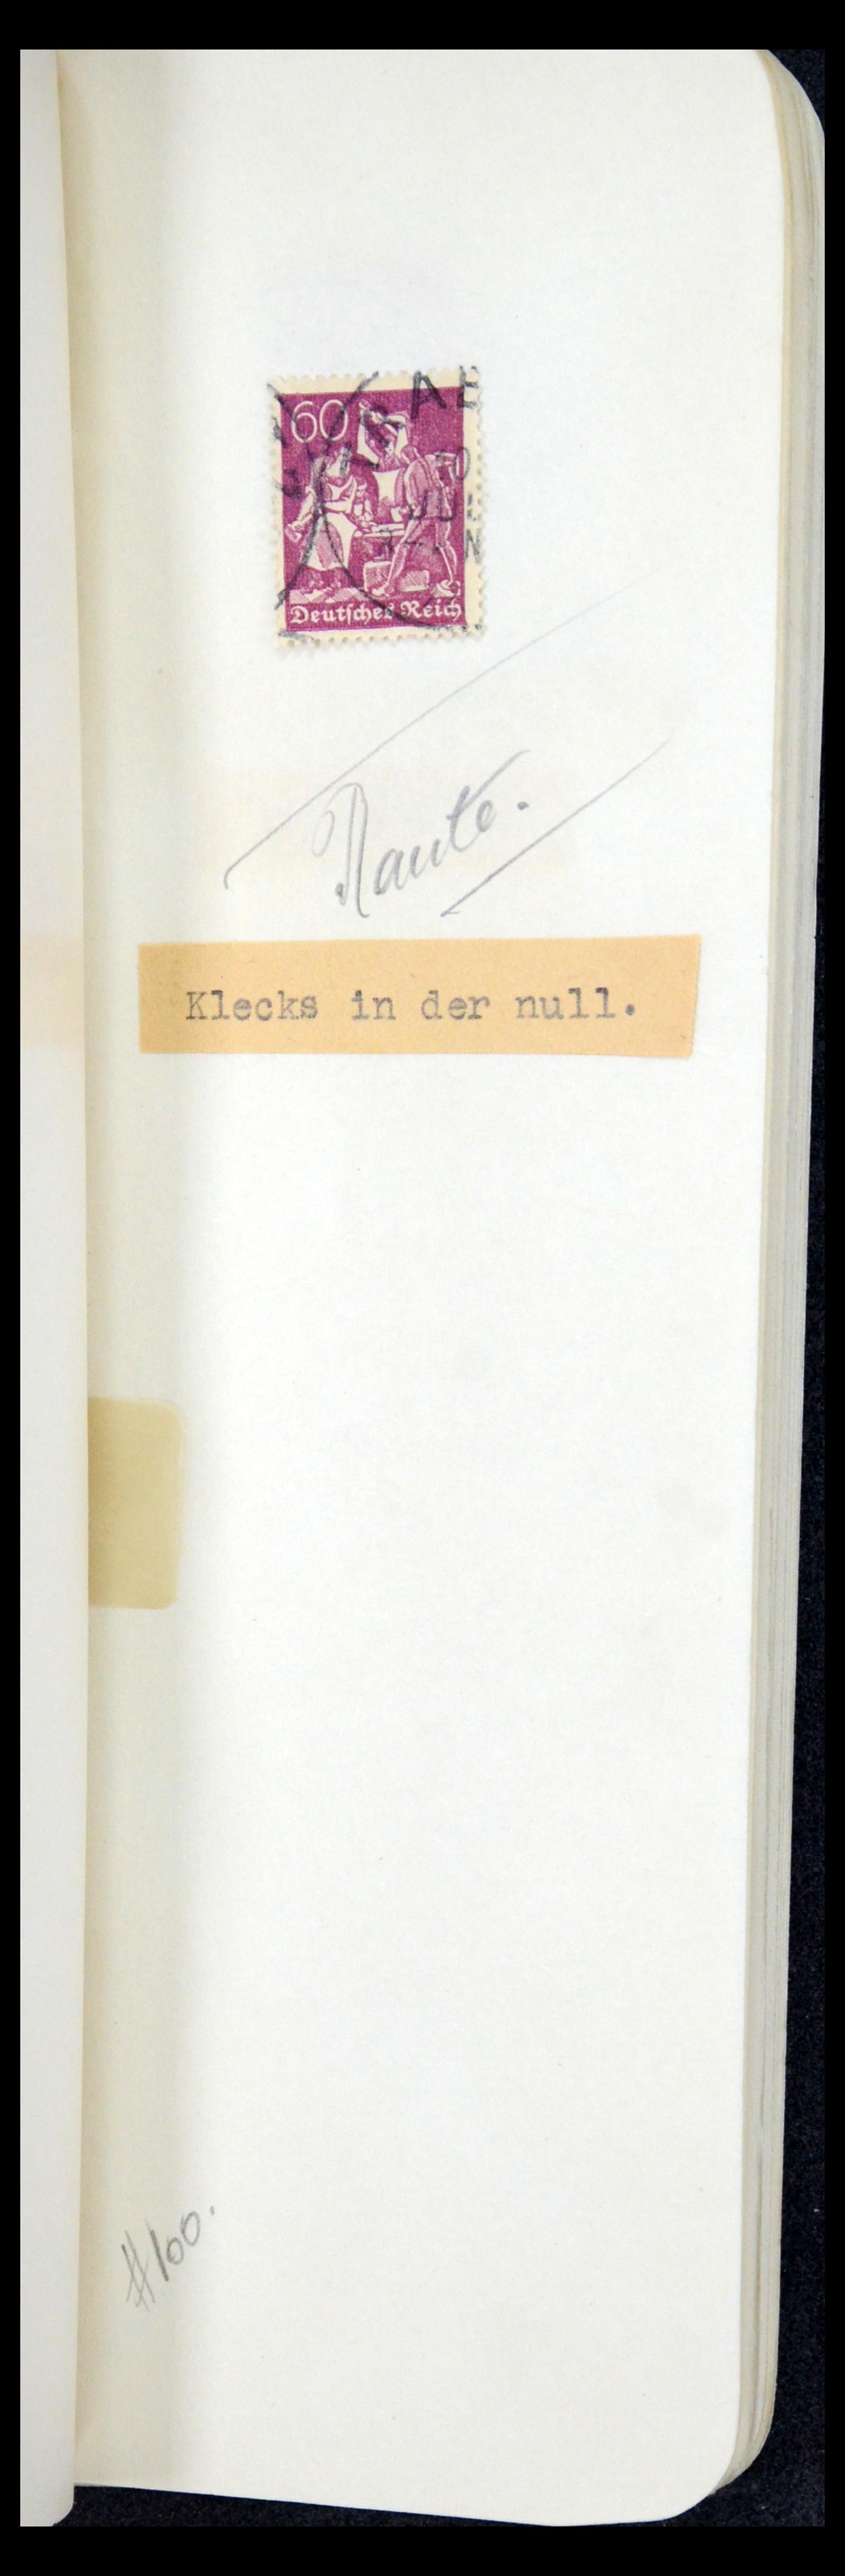 60
Deutsches Reich
Raute.
Klecks in der null.
#100.